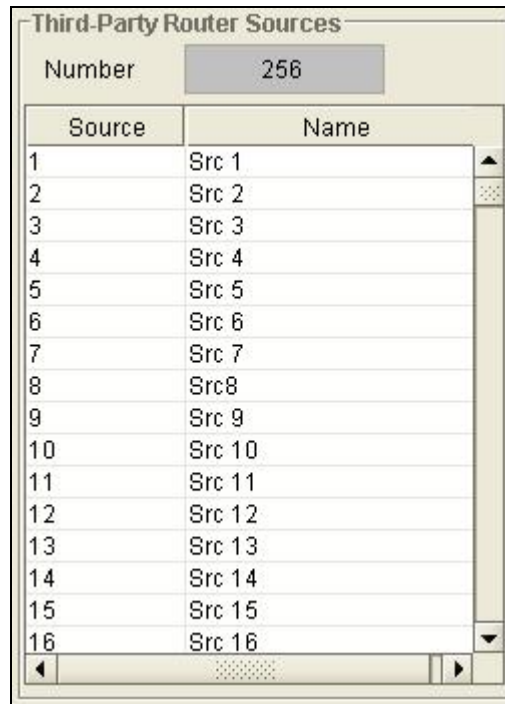 Third-Party Router Sources
Number 256
Source Name
1 Src 1
2 Src 2
3 Src 3
4 Src 4
5 Src 5
6 Src 6
7 Src 7
8 Src8
9 Src 9
10 Src 10
11 Src 11
12 Src 12
13 Src 13
14 Src 14
15 Src 15
16 Src 16